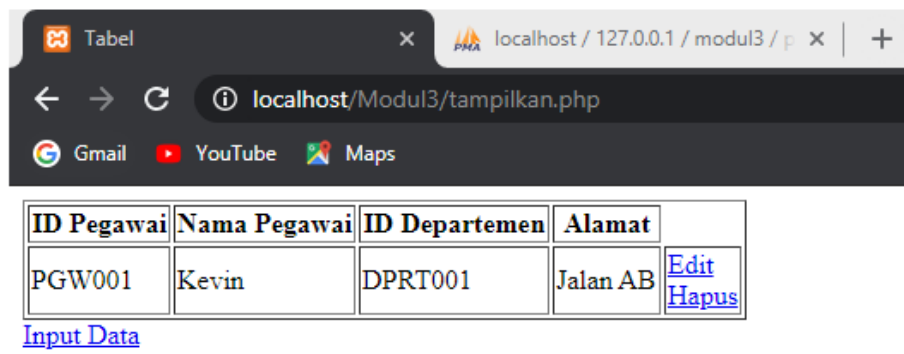 Tabel
localhost / 127.0.0.1 / modul3 / p
localhost/Modul3/tampilkan.php
Gmail YouTube Maps
ID Pegawai Nama Pegawai ID Departemen Alamat
PGW001 Kevin DPRT001 Jalan AB Edit
Hapus
Input Data